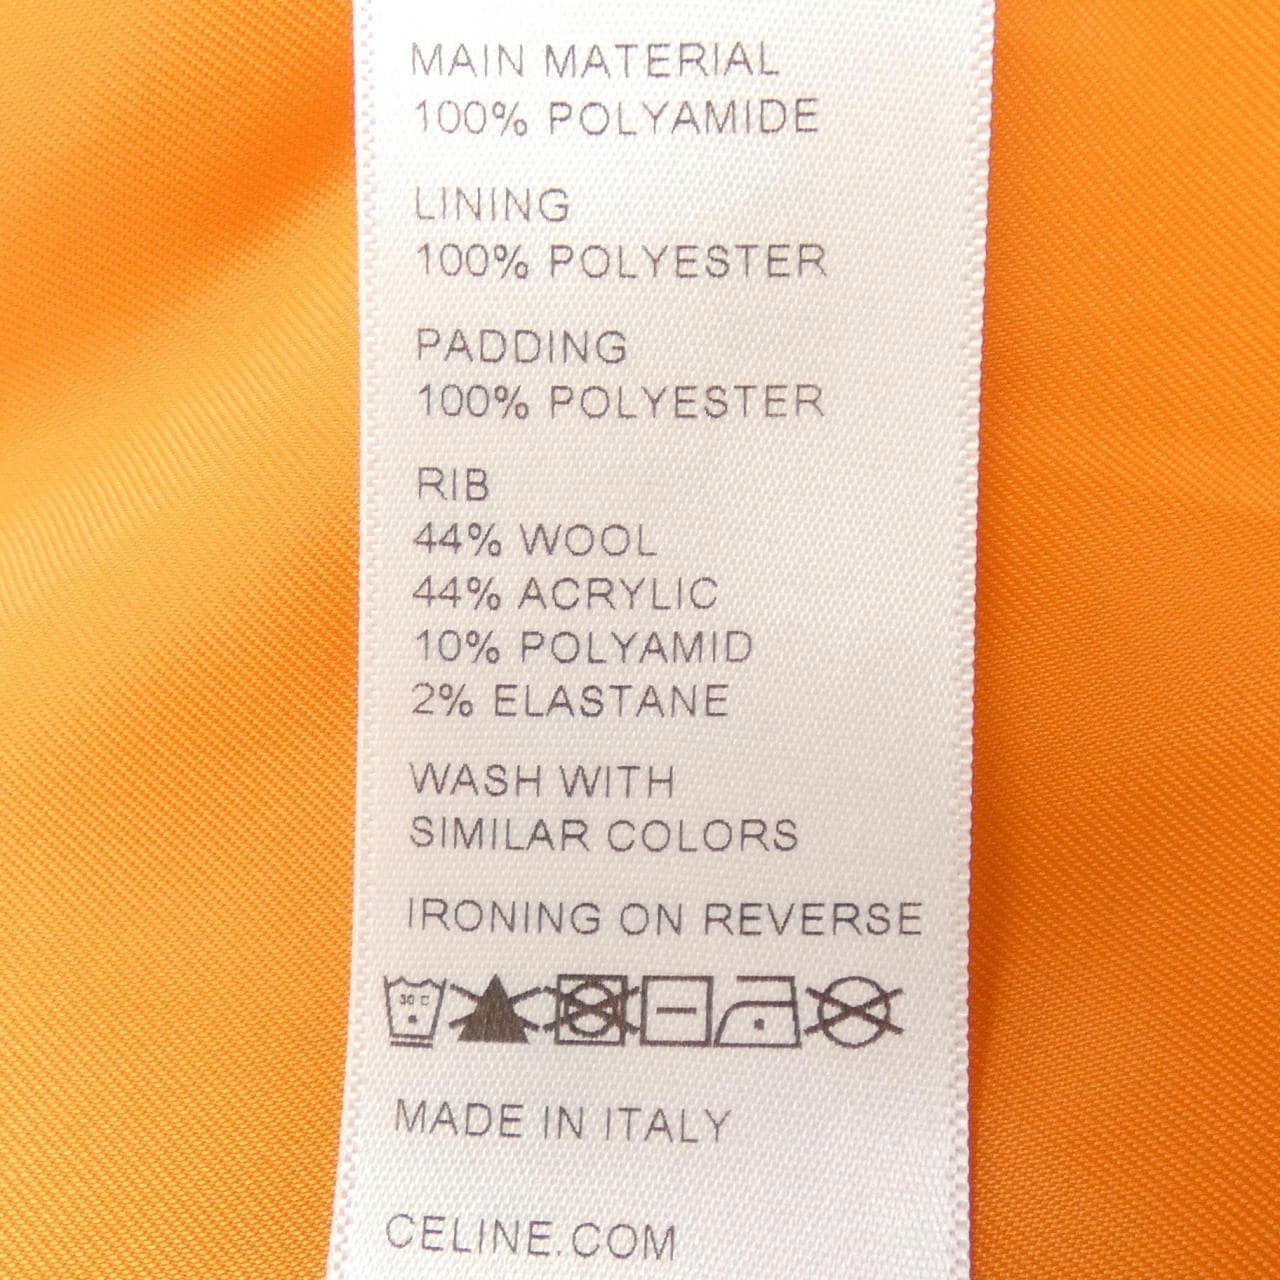 MAIN MATERIAL
100% POLYAMIDE
LINING
100% POLYESTER
PADDING
100% POLYESTER
RIB
44% WOOL
44% ACRYLIC
10% POLYAMID
2% ELASTANE
WASH WITH
SIMILAR COLORS
IRONING ON REVERSE
30 C
MADE IN ITALY
CELINE.COM